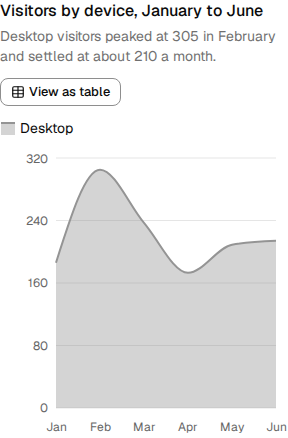 Visitors by device, January to June
Desktop visitors peaked at 305 in February
and settled at about 210 a month.
View as table
Desktop
320
240
160
80
0
Jan Feb Mar Apr May Jun